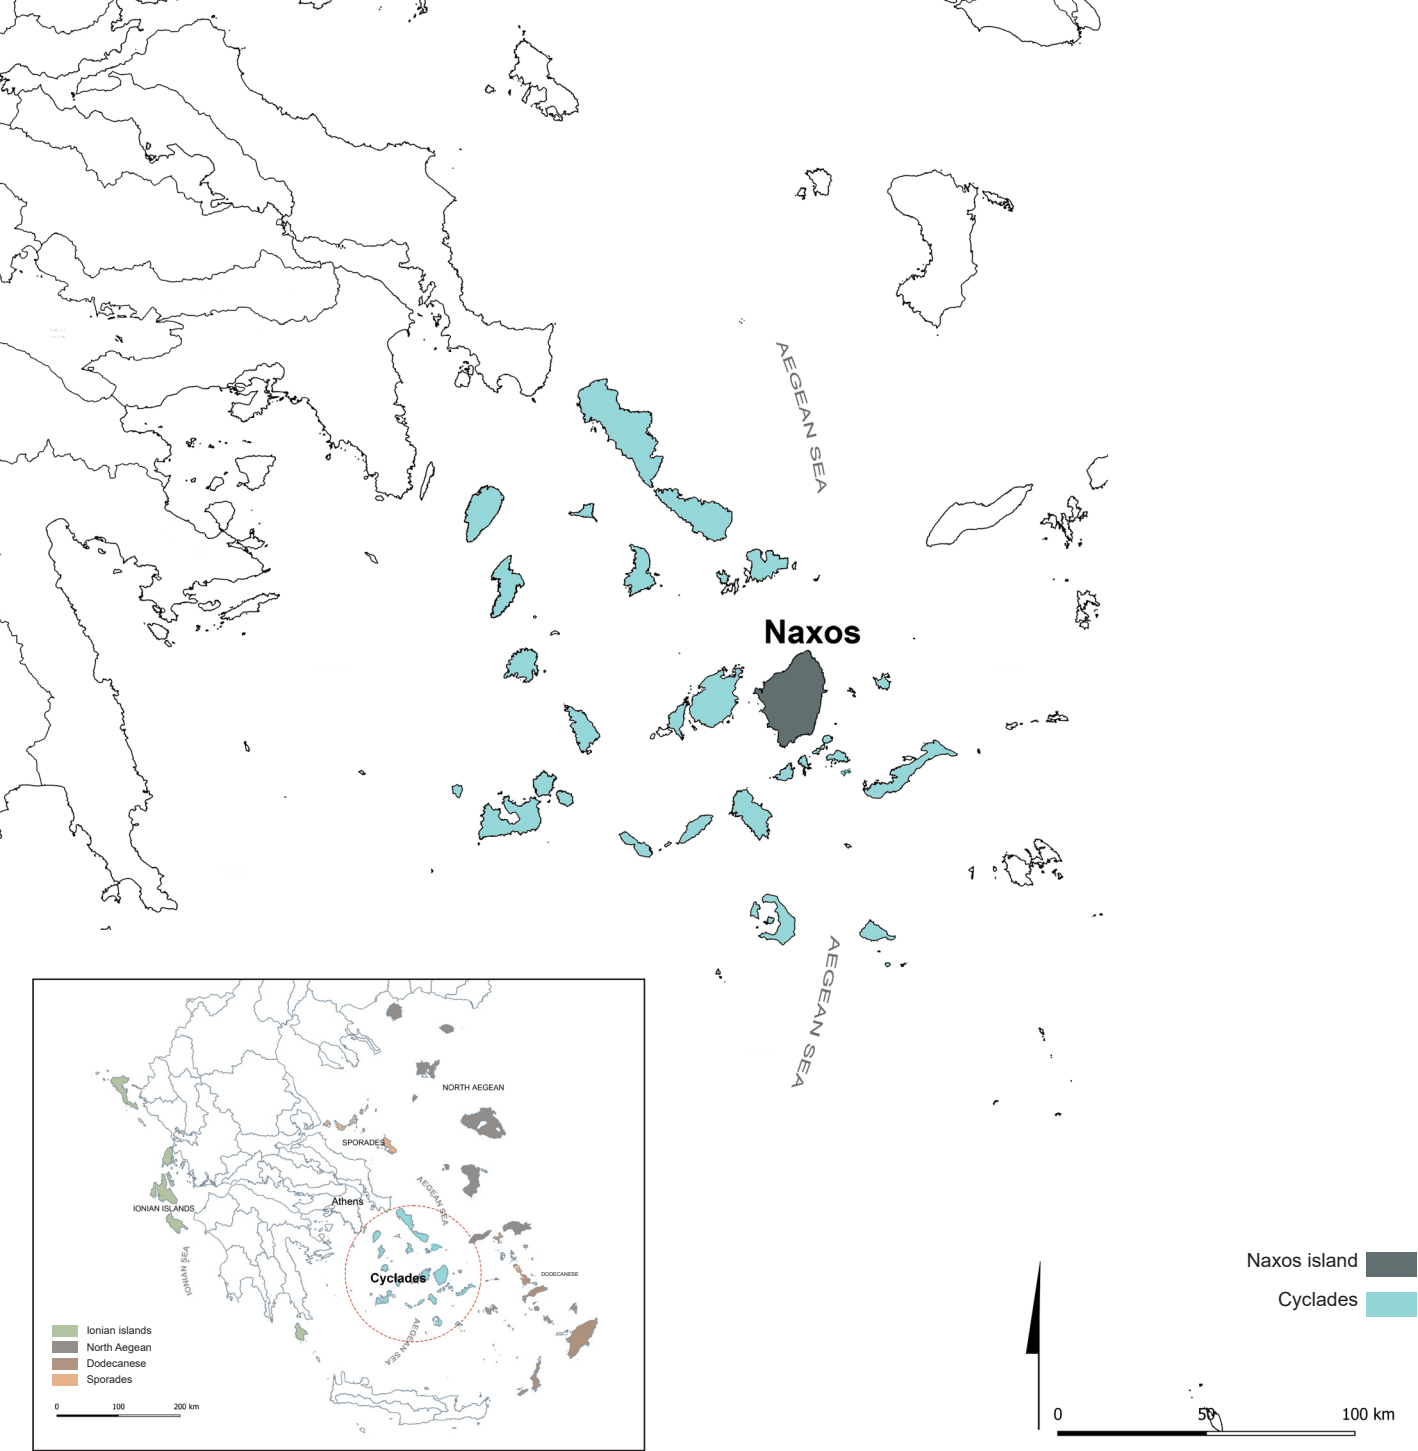 AEGEAN SEA
Naxos
AEGEAN SEA
NORTH AEGEAN
SPORADES
AEGEAN SEA
Athens
IONIAN ISLANDS
IONIAN SEA
Cyclades
DODECANESE
AEGEAN SEA
Ionian islands
North Aegean
Dodecanese
Sporades
0 100 200 km
Naxos island
Cyclades
0 50 100 km